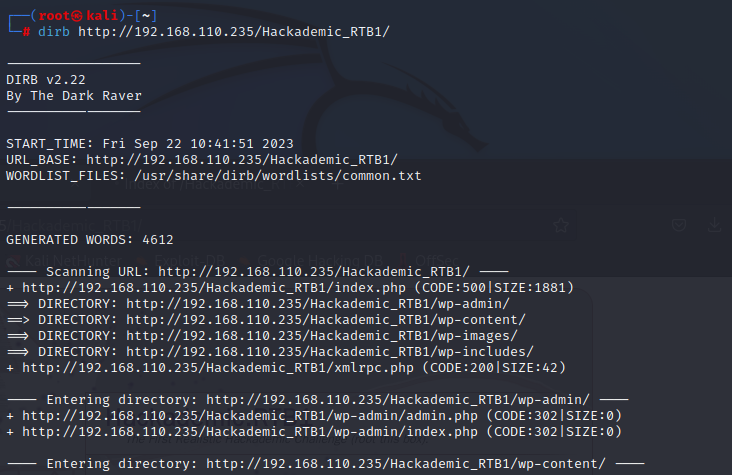 (root㉿kali)-[~]
# dirb http://192.168.110.235/Hackademic_RTB1/
-----------------
DIRB v2.22
By The Dark Raver
-----------------
START_TIME: Fri Sep 22 10:41:51 2023
URL_BASE: http://192.168.110.235/Hackademic_RTB1/
WORDLIST_FILES: /usr/share/dirb/wordlists/common.txt
-----------------
GENERATED WORDS: 4612
---- Scanning URL: http://192.168.110.235/Hackademic_RTB1/ ----
+ http://192.168.110.235/Hackademic_RTB1/index.php (CODE:500|SIZE:1881)
==> DIRECTORY: http://192.168.110.235/Hackademic_RTB1/wp-admin/
==> DIRECTORY: http://192.168.110.235/Hackademic_RTB1/wp-content/
==> DIRECTORY: http://192.168.110.235/Hackademic_RTB1/wp-images/
==> DIRECTORY: http://192.168.110.235/Hackademic_RTB1/wp-includes/
+ http://192.168.110.235/Hackademic_RTB1/xmlrpc.php (CODE:200|SIZE:42)
---- Entering directory: http://192.168.110.235/Hackademic_RTB1/wp-admin/ ----
+ http://192.168.110.235/Hackademic_RTB1/wp-admin/admin.php (CODE:302|SIZE:0)
+ http://192.168.110.235/Hackademic_RTB1/wp-admin/index.php (CODE:302|SIZE:0)
---- Entering directory: http://192.168.110.235/Hackademic_RTB1/wp-content/ ----